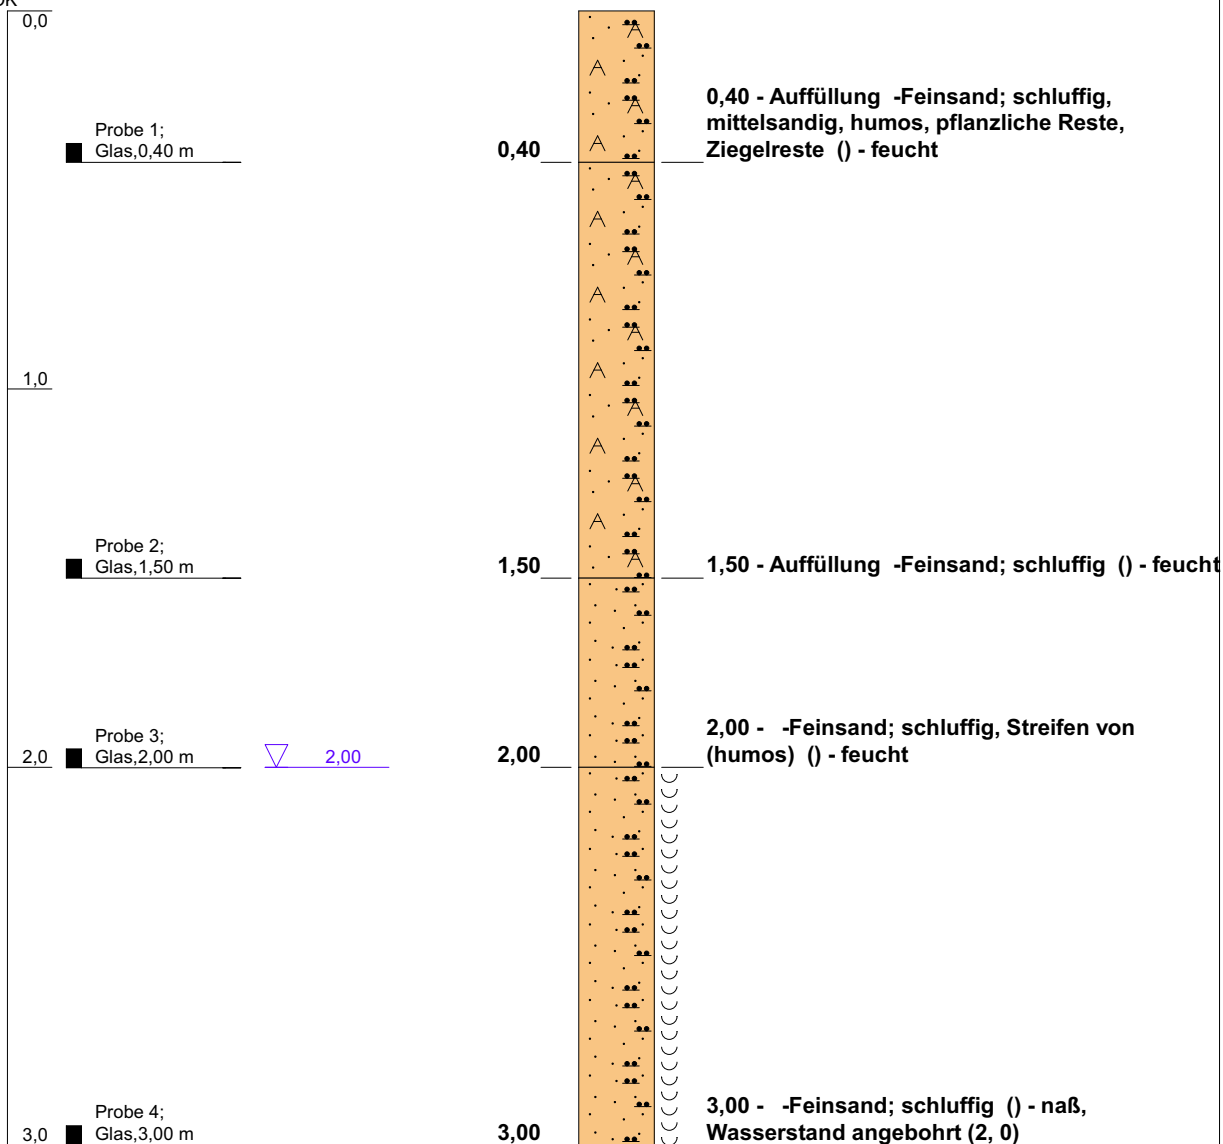 0,0
0,40 - Auffüllung -Feinsand; schluffig,
mittelsandig, humos, pflanzliche Reste,
Ziegelreste () - feucht
Probe 1;
Glas,0,40 m
0,40
1,0
Probe 2;
Glas,1,50 m
1,50
1,50 - Auffüllung -Feinsand; schluffig () - feucht
2,00 - -Feinsand; schluffig, Streifen von
(humos) () - feucht
Probe 3;
2,0
Glas,2,00 m
2,00
2,00
3,00 - -Feinsand; schluffig () - naß,
Wasserstand angebohrt (2, 0)
Probe 4;
3,0
Glas,3,00 m
3,00